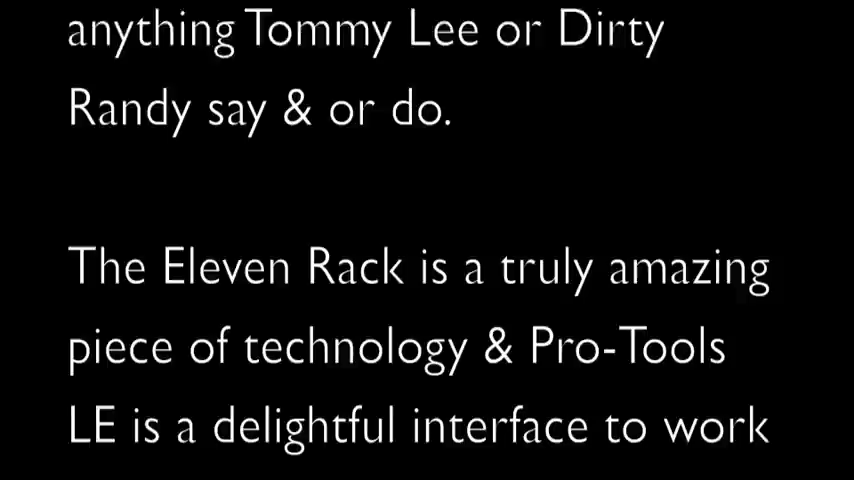 anything Tommy Lee or Dirty
Randy say & or do.
The Eleven Rack is a truly amazing
piece of technology & Pro-Tools
LE is a delightful interface to work